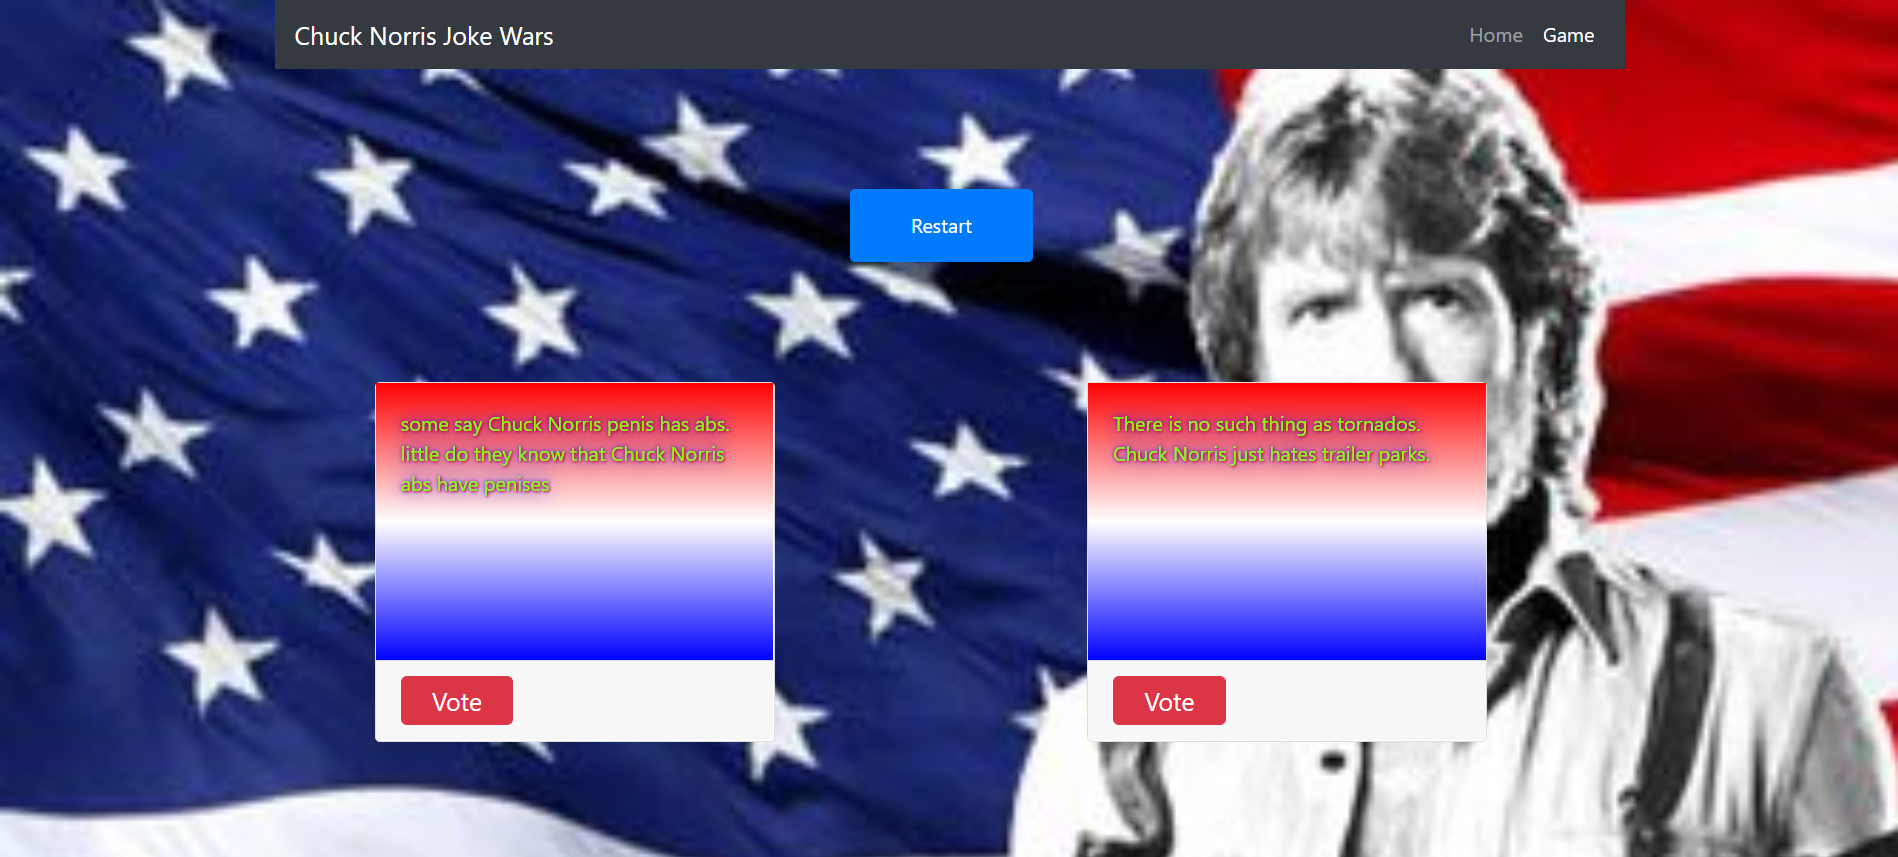 Chuck Norris Joke Wars
Home Game
Restart
some say Chuck Norris penis has abs.
little do they know that Chuck Norris
abs have penises
Vote
There is no such thing as tornados.
Chuck Norris just hates trailer parks.
Vote